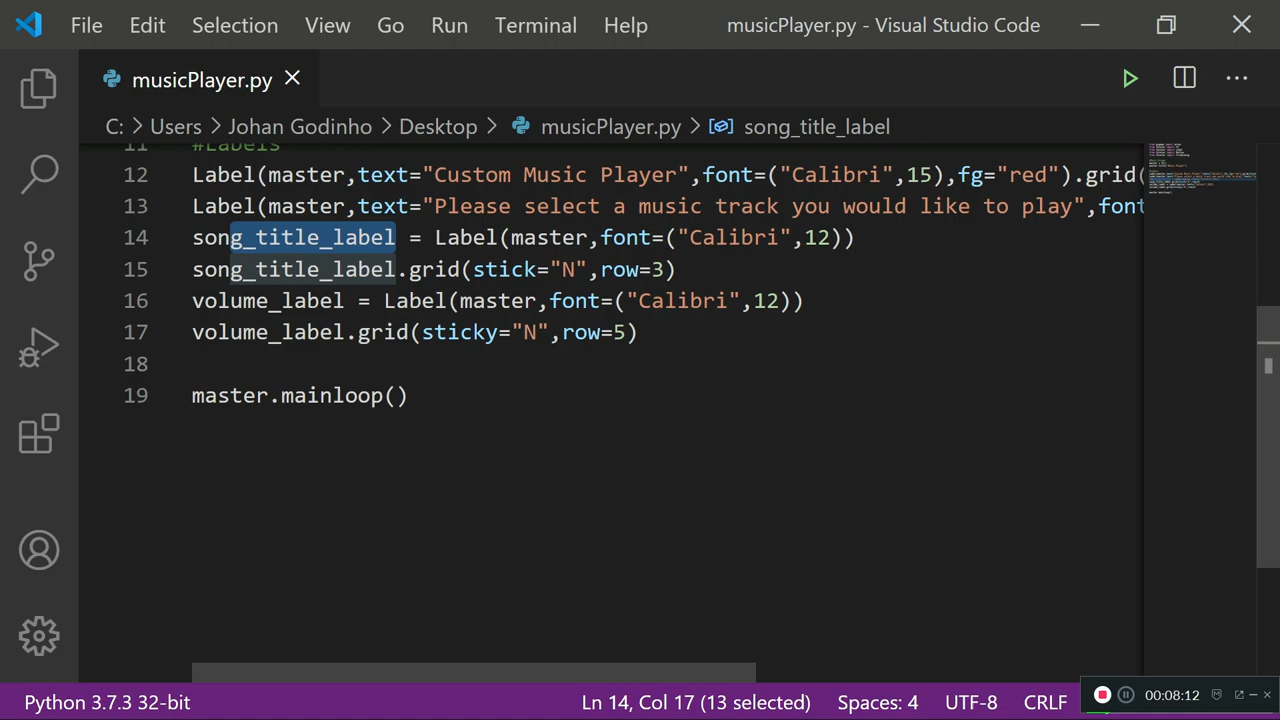 File Edit Selection View Go Run Terminal Help musicPlayer.py - Visual Studio Code
musicPlayer.py
C: > Users > Johan Godinho > Desktop > musicPlayer.py > song_title_label
11 #Labels
12 Label(master,text="Custom Music Player",font=("Calibri",15),fg="red").grid(
13 Label(master,text="Please select a music track you would like to play",font
14 song_title_label = Label(master,font=("Calibri",12))
15 song_title_label.grid(stick="N",row=3)
16 volume_label = Label(master,font=("Calibri",12))
17 volume_label.grid(sticky="N",row=5)
18
19 master.mainloop()
Python 3.7.3 32-bit Ln 14, Col 17 (13 selected) Spaces: 4 UTF-8 CRLF
00:08:12